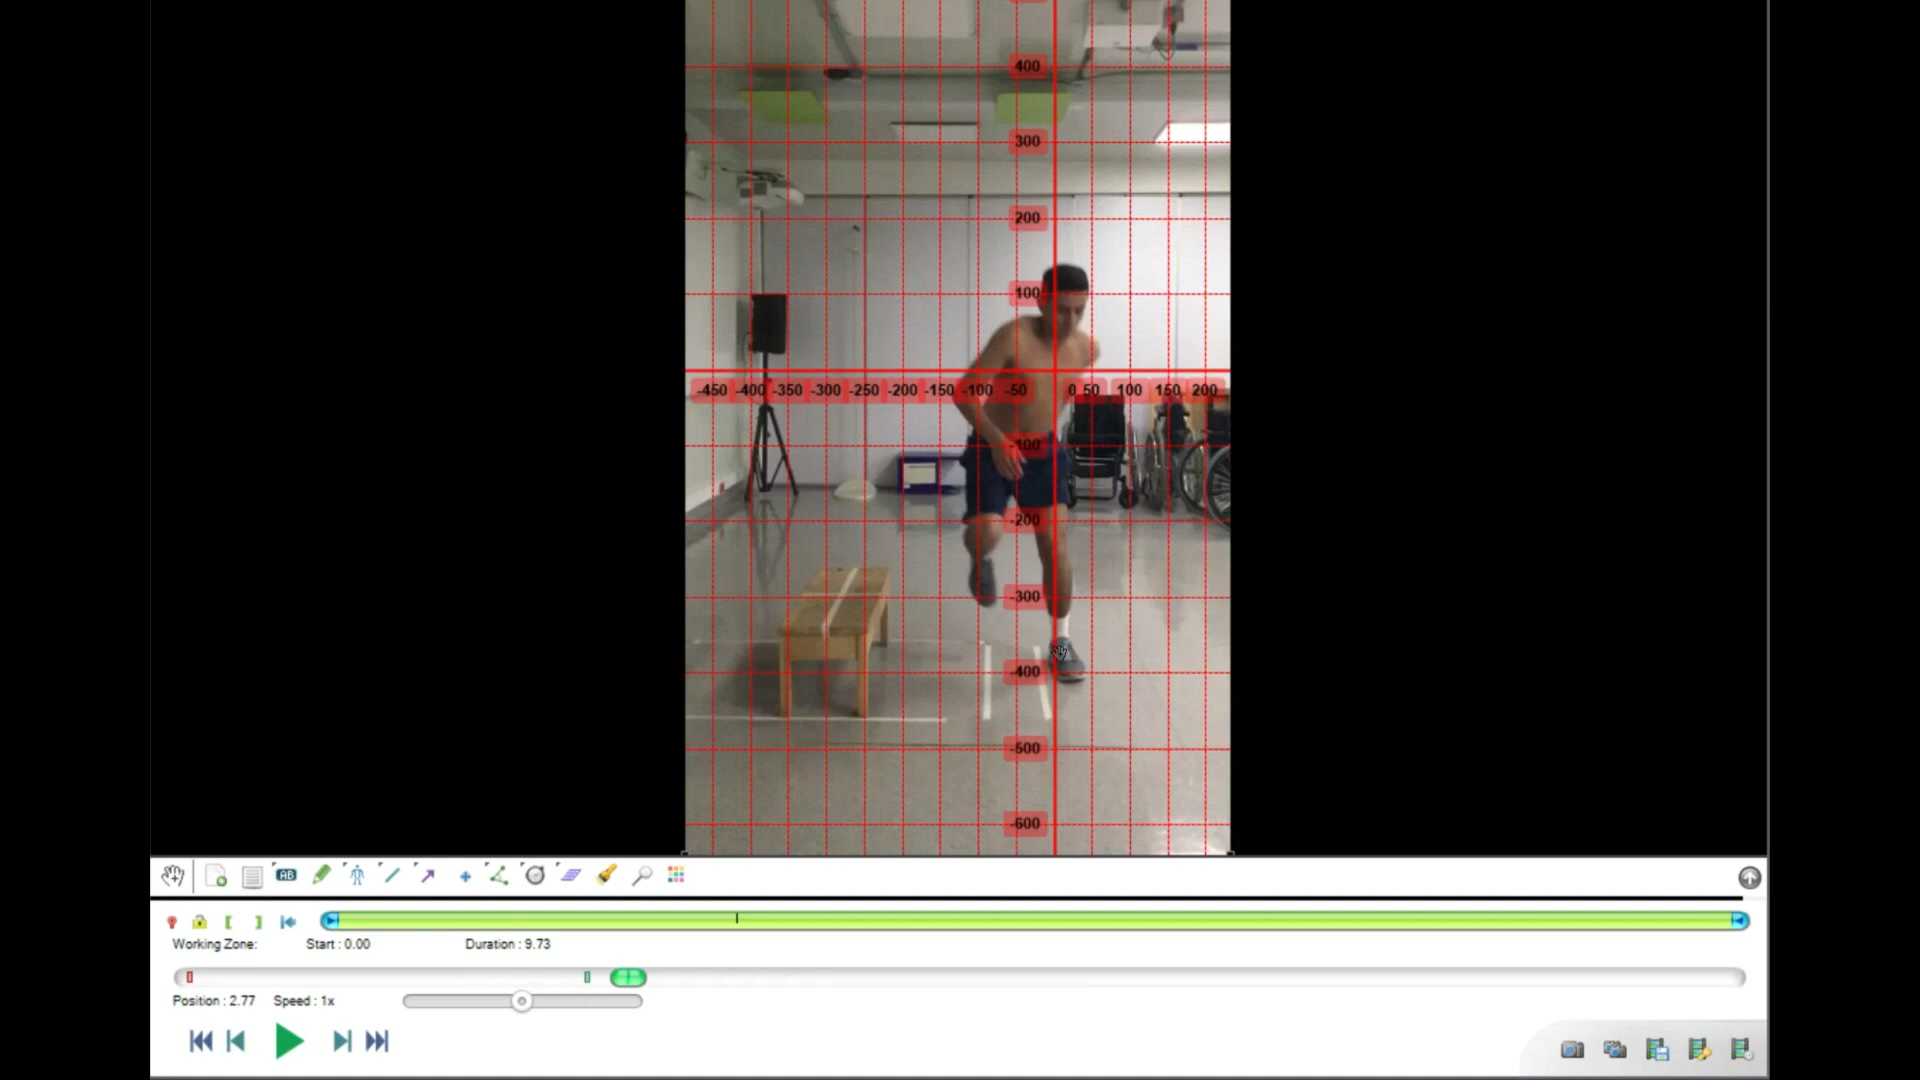 400
300
200
100
-450 -400 -350 -300 -250 -200 -150 -100 -50 0 50 100 150 200
-100
-200
-300
-400
-500
-600
AB
Working Zone: Start : 0.00 Duration : 9.73
Position : 2.77 Speed : 1x